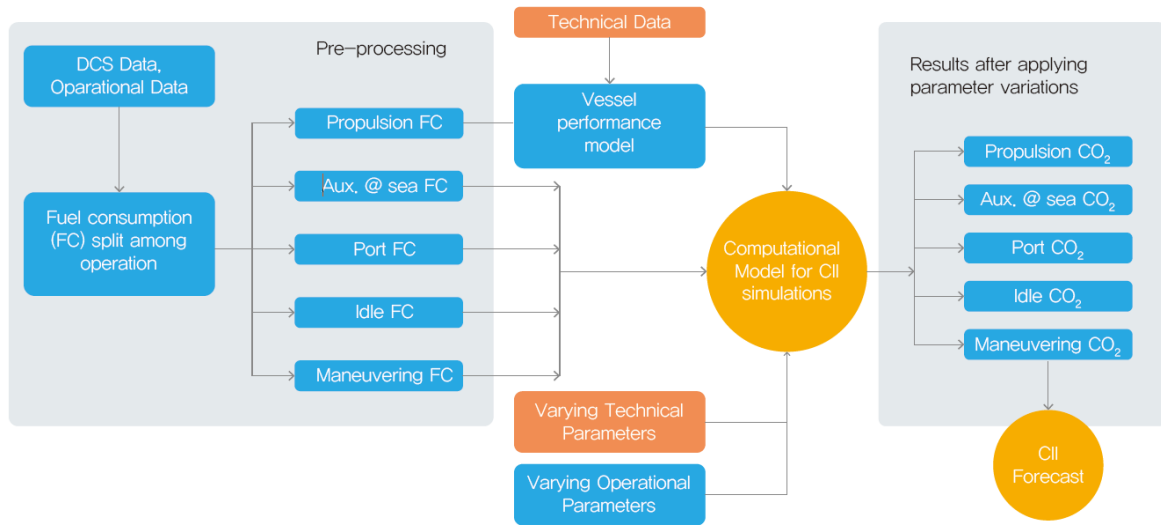 Technical Data
Pre-processing
DCS Data,
Oparational Data
Fuel consumption
(FC) split among
operation
Propulsion FC
Aux. @ sea FC
Port FC
Idle FC
Maneuvering FC
Vessel
performance
model
Computational
Model for CII
simulations
Varying Technical
Parameters
Varying Operational
Parameters
Results after applying
parameter variations
Propulsion CO₂
Aux. @ sea CO₂
Port CO₂
Idle CO₂
Maneuvering CO₂
CII
Forecast